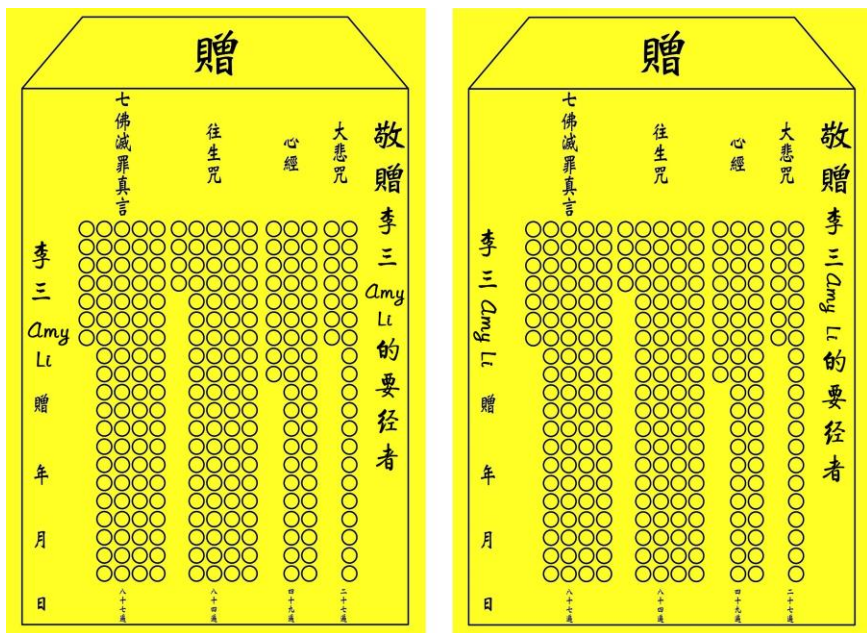 贈
敬贈李三Amy Li的要经者
大悲咒
二十七遍
心經
四十九遍
往生咒
八十四遍
七佛滅罪真言
八十七遍
李三Amy Li 贈 年 月 日
贈
敬贈李三Amy Li的要经者
大悲咒
二十七遍
心經
四十九遍
往生咒
八十四遍
七佛滅罪真言
八十七遍
李三Amy Li 贈 年 月 日